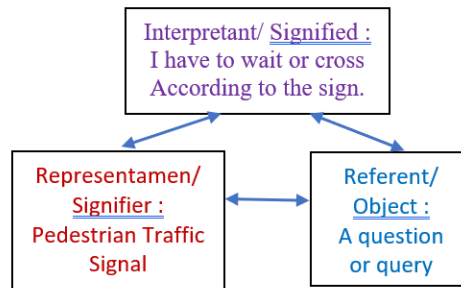 Interpretant/ Signified :
I have to wait or cross
According to the sign.
Representamen/
Signifier :
Pedestrian Traffic
Signal
Referent/
Object :
A question
or query